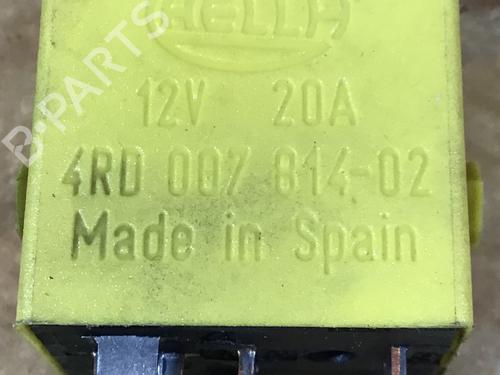 HELLA
12V 20A
4RD 007 814-02
Made in Spain
B-PARTS